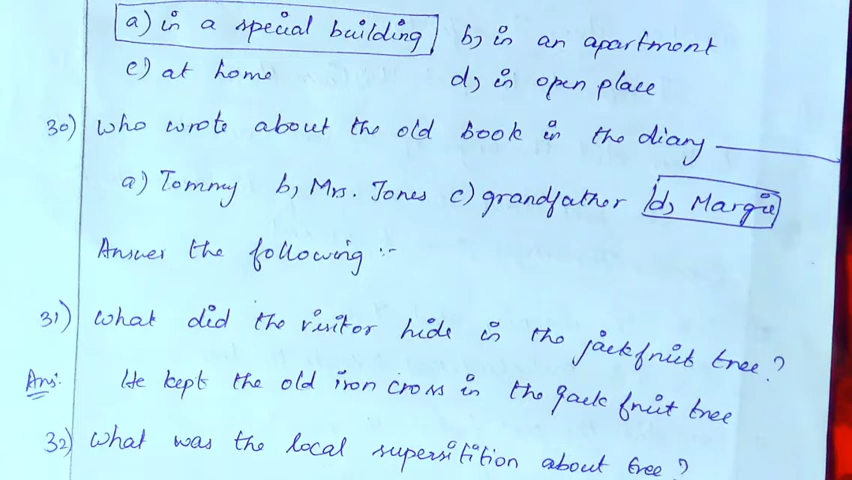 a) in a special building b, in an apartment
c) at home d, in open place
30) Who wrote about the old book in the diary ______
a) Tommy b, Mrs. Jones c) grandfather d, Margie
Answer the following :-
31) What did the visitor hide in the jackfruit tree?
Ans: He kept the old iron cross in the jack fruit tree
32) What was the local supersitition about tree?